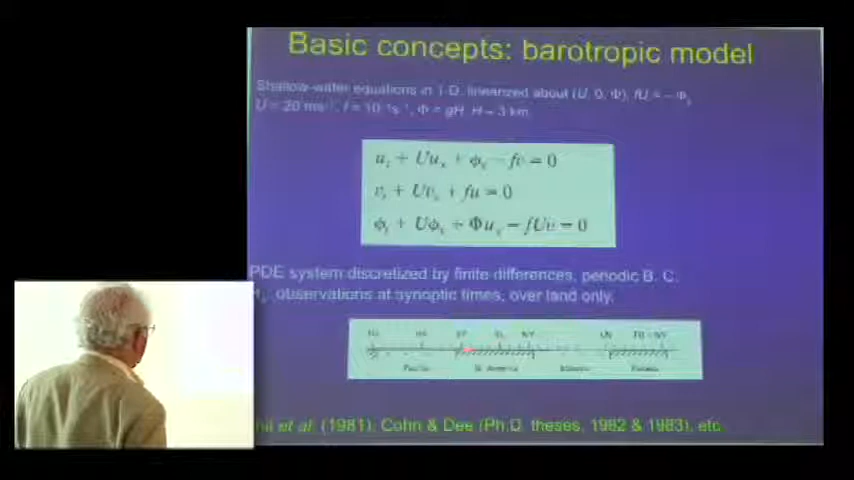 Basic concepts: barotropic model
Shallow-water equations in 1-D, linearized about (U, 0, Φ), fU = – Φy
U = 20 ms⁻¹, f = 10⁻⁴s⁻¹, Φ = gH, H = 3 km.
uₜ + Uuₓ + ϕₓ – fv = 0
vₜ + Uvₓ + fu = 0
ϕₜ + Uϕₓ + Φuₓ – fUv = 0
PDE system discretized by finite differences, periodic B. C.
observations at synoptic times, over land only.
NY
Pacific N. America Atlantic
et al. (1981), Cohn & Dee (Ph.D. theses, 1982 & 1983), etc.